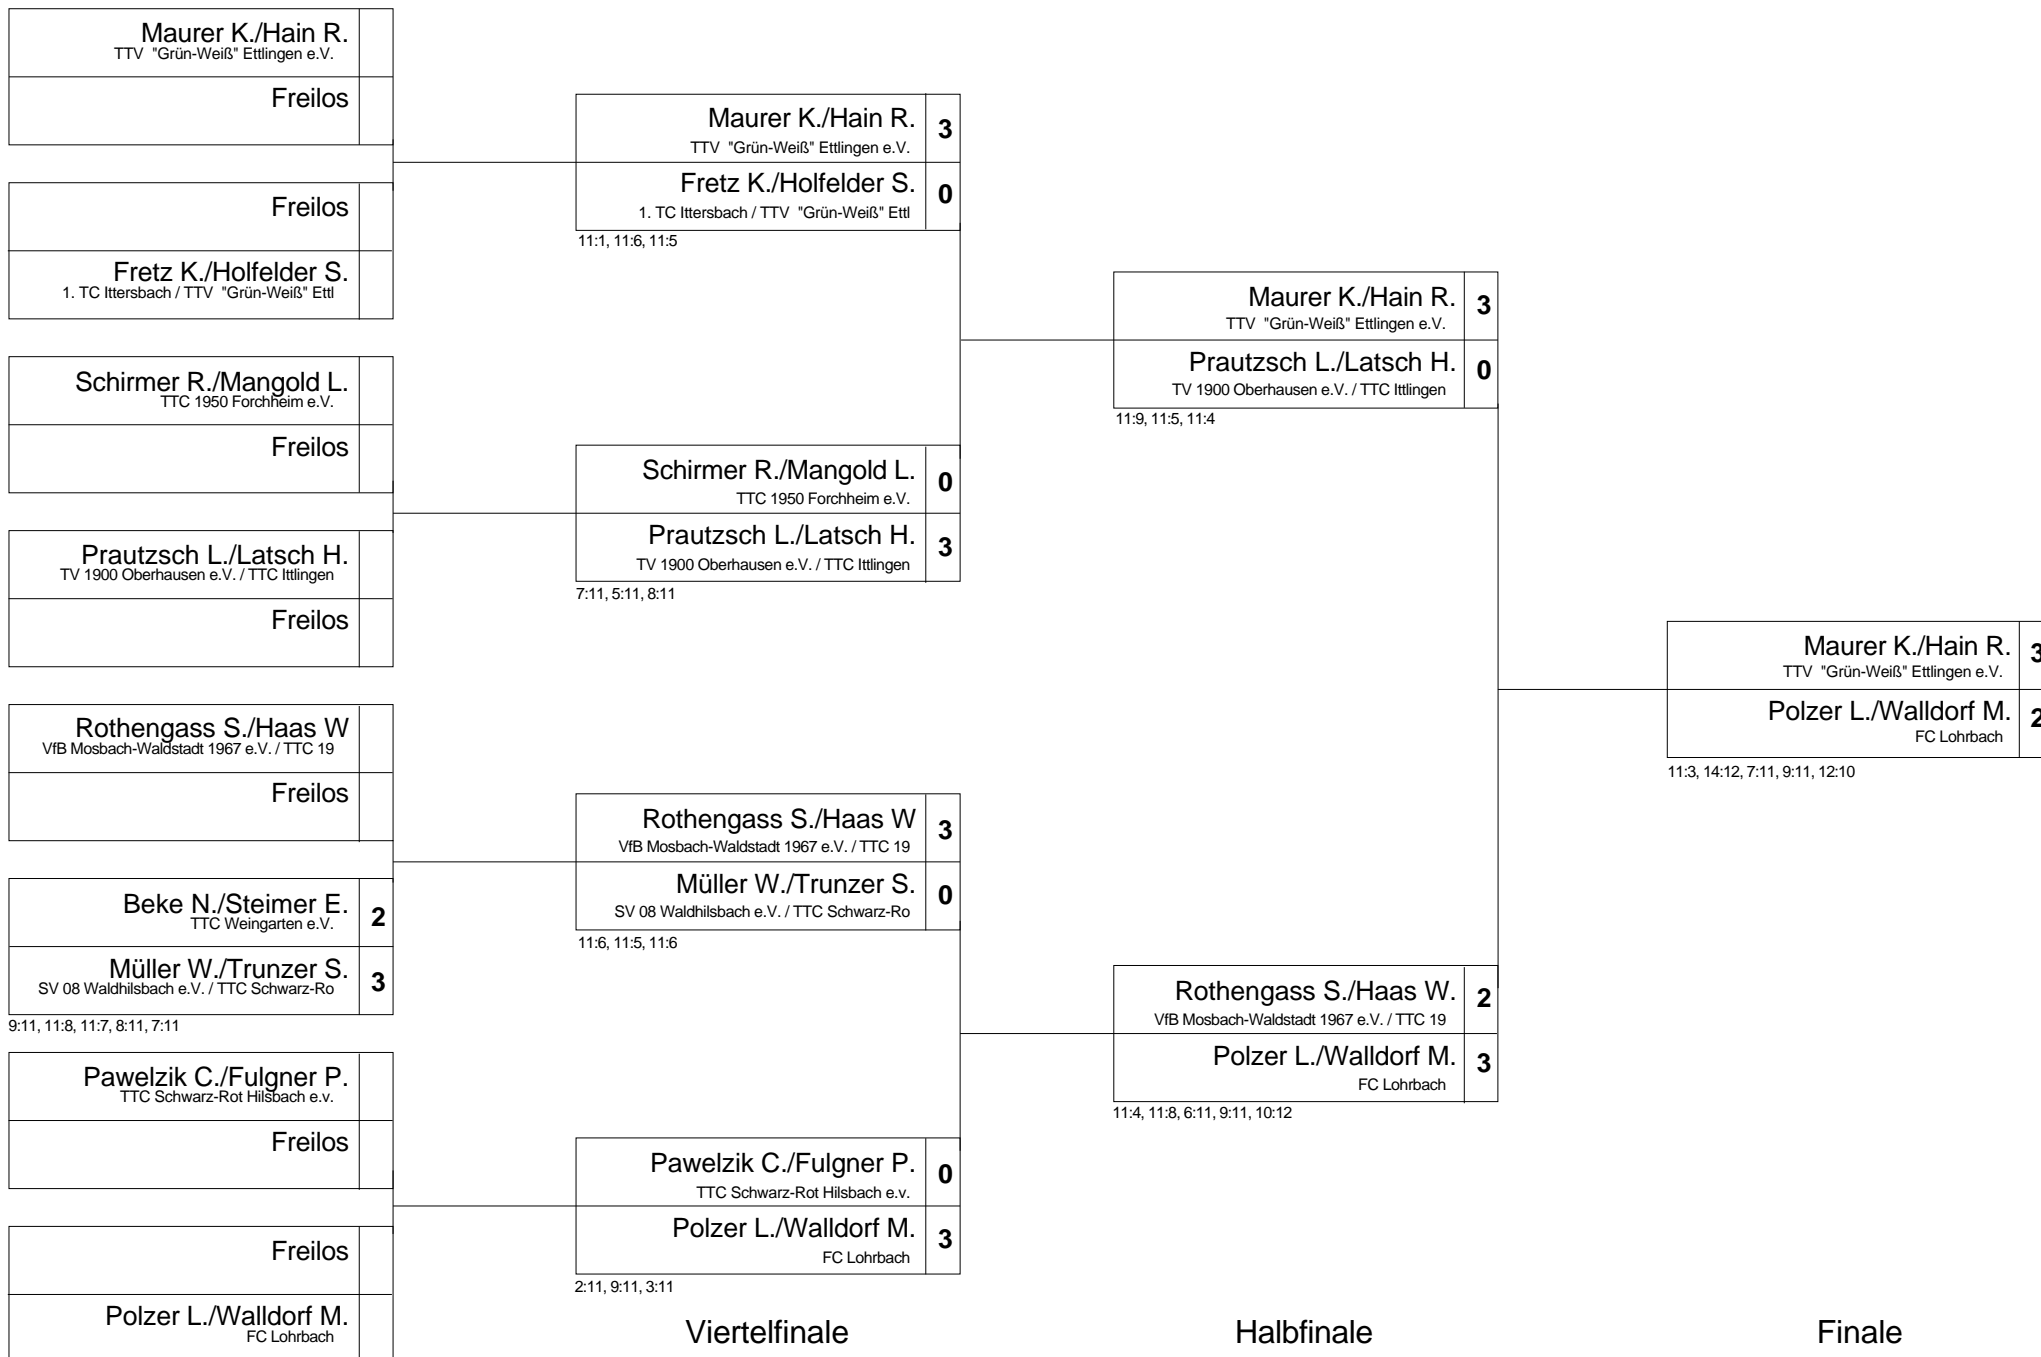 Maurer K./Hain R.
TTV "Grün-Weiß" Ettlingen e.V.
Freilos
Freilos
Fretz K./Holfelder S.
1. TC Ittersbach / TTV "Grün-Weiß" Ettl
Schirmer R./Mangold L.
TTC 1950 Forchheim e.V.
Freilos
Prautzsch L./Latsch H.
TV 1900 Oberhausen e.V. / TTC Ittlingen
Freilos
Rothengass S./Haas W
VfB Mosbach-Waldstadt 1967 e.V. / TTC 19
Freilos
Beke N./Steimer E. 2
TTC Weingarten e.V.
Müller W./Trunzer S. 3
SV 08 Waldhilsbach e.V. / TTC Schwarz-Ro
9:11, 11:8, 11:7, 8:11, 7:11
Pawelzik C./Fulgner P.
TTC Schwarz-Rot Hilsbach e.v.
Freilos
Freilos
Polzer L./Walldorf M.
FC Lohrbach
Maurer K./Hain R. 3
TTV "Grün-Weiß" Ettlingen e.V.
Fretz K./Holfelder S. 0
1. TC Ittersbach / TTV "Grün-Weiß" Ettl
11:1, 11:6, 11:5
Schirmer R./Mangold L. 0
TTC 1950 Forchheim e.V.
Prautzsch L./Latsch H. 3
TV 1900 Oberhausen e.V. / TTC Ittlingen
7:11, 5:11, 8:11
Rothengass S./Haas W 3
VfB Mosbach-Waldstadt 1967 e.V. / TTC 19
Müller W./Trunzer S. 0
SV 08 Waldhilsbach e.V. / TTC Schwarz-Ro
11:6, 11:5, 11:6
Pawelzik C./Fulgner P. 0
TTC Schwarz-Rot Hilsbach e.v.
Polzer L./Walldorf M. 3
FC Lohrbach
2:11, 9:11, 3:11
Viertelfinale
Maurer K./Hain R. 3
TTV "Grün-Weiß" Ettlingen e.V.
Prautzsch L./Latsch H. 0
TV 1900 Oberhausen e.V. / TTC Ittlingen
11:9, 11:5, 11:4
Rothengass S./Haas W. 2
VfB Mosbach-Waldstadt 1967 e.V. / TTC 19
Polzer L./Walldorf M. 3
FC Lohrbach
11:4, 11:8, 6:11, 9:11, 10:12
Halbfinale
Maurer K./Hain R. 3
TTV "Grün-Weiß" Ettlingen e.V.
Polzer L./Walldorf M. 2
FC Lohrbach
11:3, 14:12, 7:11, 9:11, 12:10
Finale